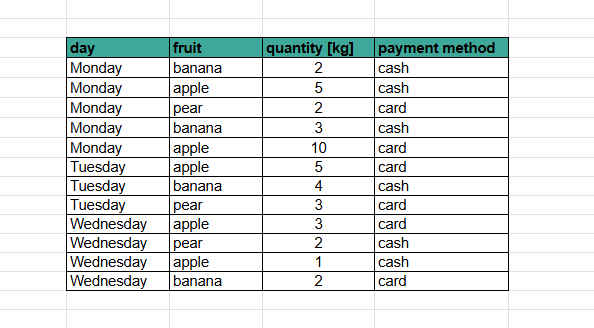 day fruit quantity [kg] payment method
Monday banana 2 cash
Monday apple 5 cash
Monday pear 2 card
Monday banana 3 cash
Monday apple 10 card
Tuesday apple 5 card
Tuesday banana 4 cash
Tuesday pear 3 card
Wednesday apple 3 card
Wednesday pear 2 cash
Wednesday apple 1 cash
Wednesday banana 2 card